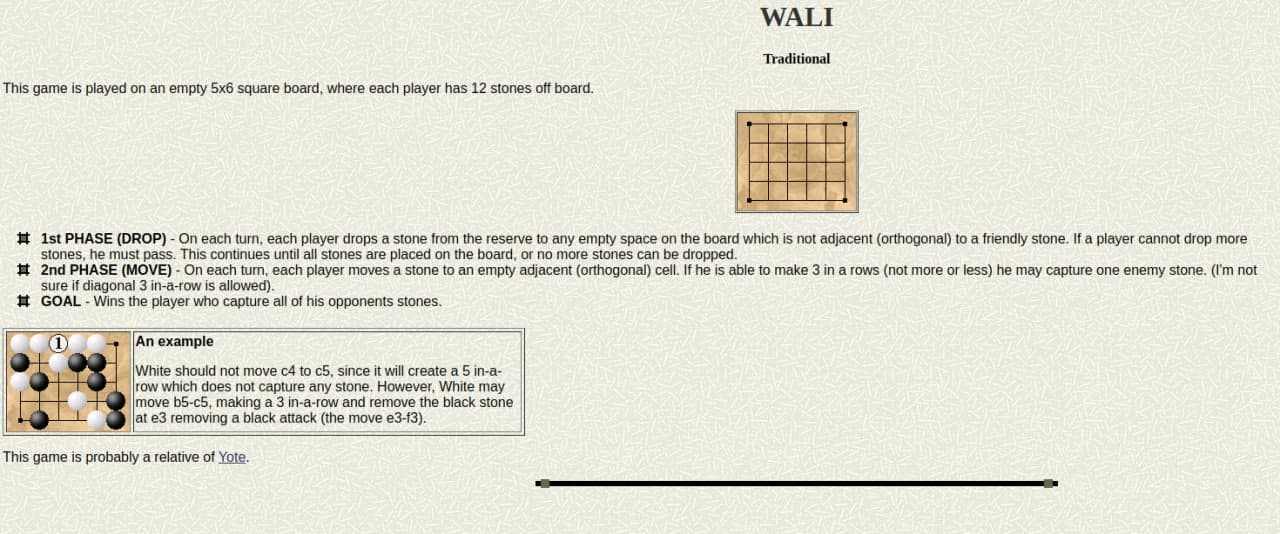 WALI
Traditional
This game is played on an empty 5x6 square board, where each player has 12 stones off board.
1st PHASE (DROP) - On each turn, each player drops a stone from the reserve to any empty space on the board which is not adjacent (orthogonal) to a friendly stone. If a player cannot drop more
stones, he must pass. This continues until all stones are placed on the board, or no more stones can be dropped.
2nd PHASE (MOVE) - On each turn, each player moves a stone to an empty adjacent (orthogonal) cell. If he is able to make 3 in a rows (not more or less) he may capture one enemy stone. (I'm not
sure if diagonal 3 in-a-row is allowed).
GOAL - Wins the player who capture all of his opponents stones.
1
An example
White should not move c4 to c5, since it will create a 5 in-a-
row which does not capture any stone. However, White may
move b5-c5, making a 3 in-a-row and remove the black stone
at e3 removing a black attack (the move e3-f3).
This game is probably a relative of Yote.